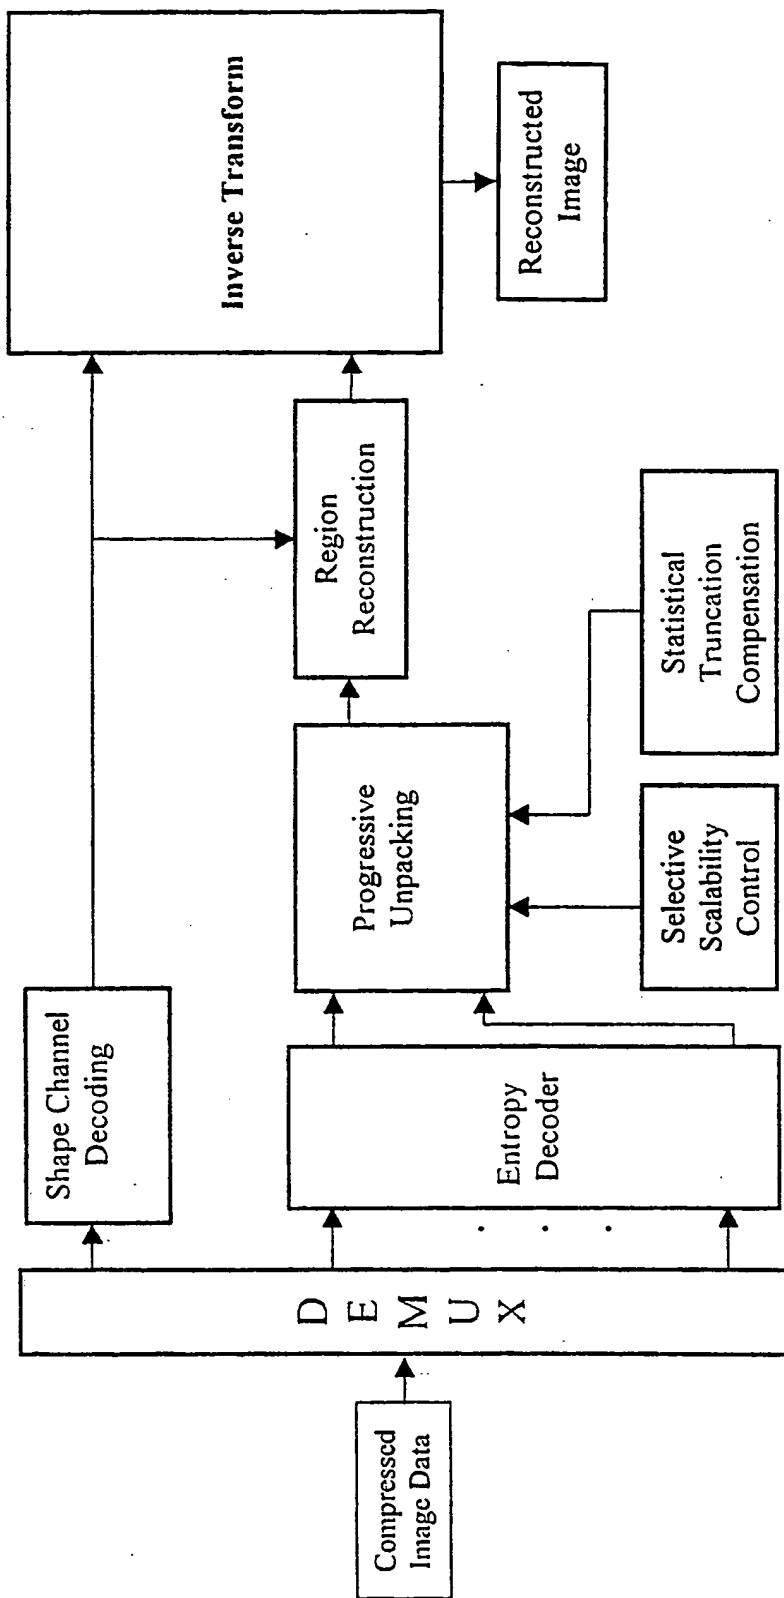 Compressed
Image Data
D
E
M
U
X
Shape Channel
Decoding
Entropy
Decoder
Progressive
Unpacking
Selective
Scalability
Control
Statistical
Truncation
Compensation
Region
Reconstruction
Inverse Transform
Reconstructed
Image